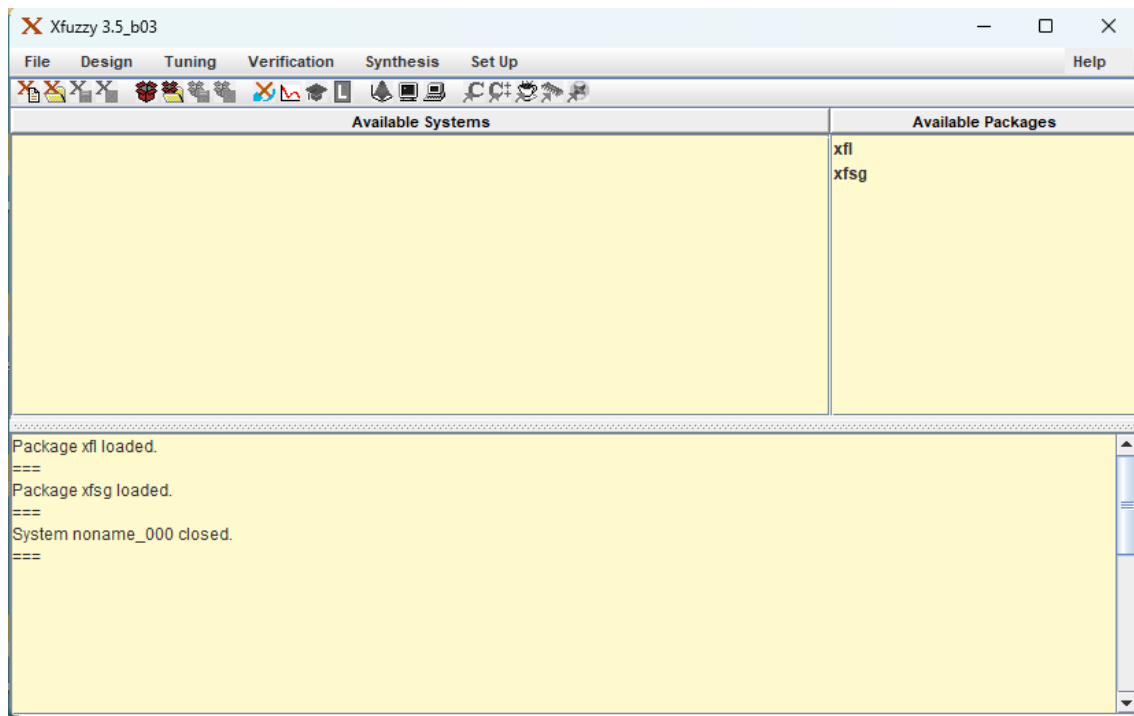 Xfuzzy 3.5_b03
File Design Tuning Verification Synthesis Set Up Help
Available Systems Available Packages
xfl
xfsg
Package xfl loaded.
===
Package xfsg loaded.
===
System noname_000 closed.
===